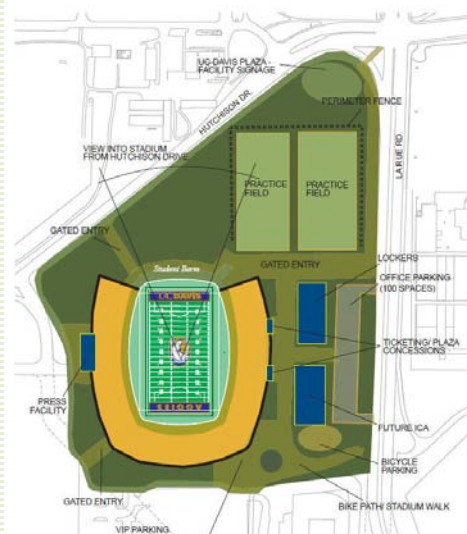 UC DAVIS PLAZA -
FACILITY SIGNAGE
HUTCHISON DR.
PERIMETER FENCE
LARUE RD.
VIEW INTO STADIUM
FROM HUTCHISON DRIVE
PRACTICE
FIELD
PRACTICE
FIELD
GATED ENTRY
LOCKERS
Student Berm
GATED ENTRY
OFFICE PARKING
(100 SPACES)
UC DAVIS
TICKETING/ PLAZA
CONCESSIONS
PRESS
FACILITY
AGGIES
FUTURE ICA
BICYCLE
PARKING
GATED ENTRY
BIKE PATH/ STADIUM WALK
VIP PARKING